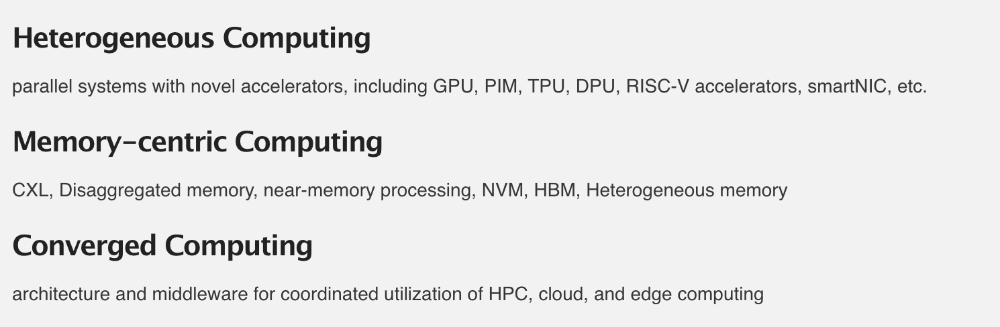 Heterogeneous Computing
parallel systems with novel accelerators, including GPU, PIM, TPU, DPU, RISC-V accelerators, smartNIC, etc.
Memory-centric Computing
CXL, Disaggregated memory, near-memory processing, NVM, HBM, Heterogeneous memory
Converged Computing
architecture and middleware for coordinated utilization of HPC, cloud, and edge computing